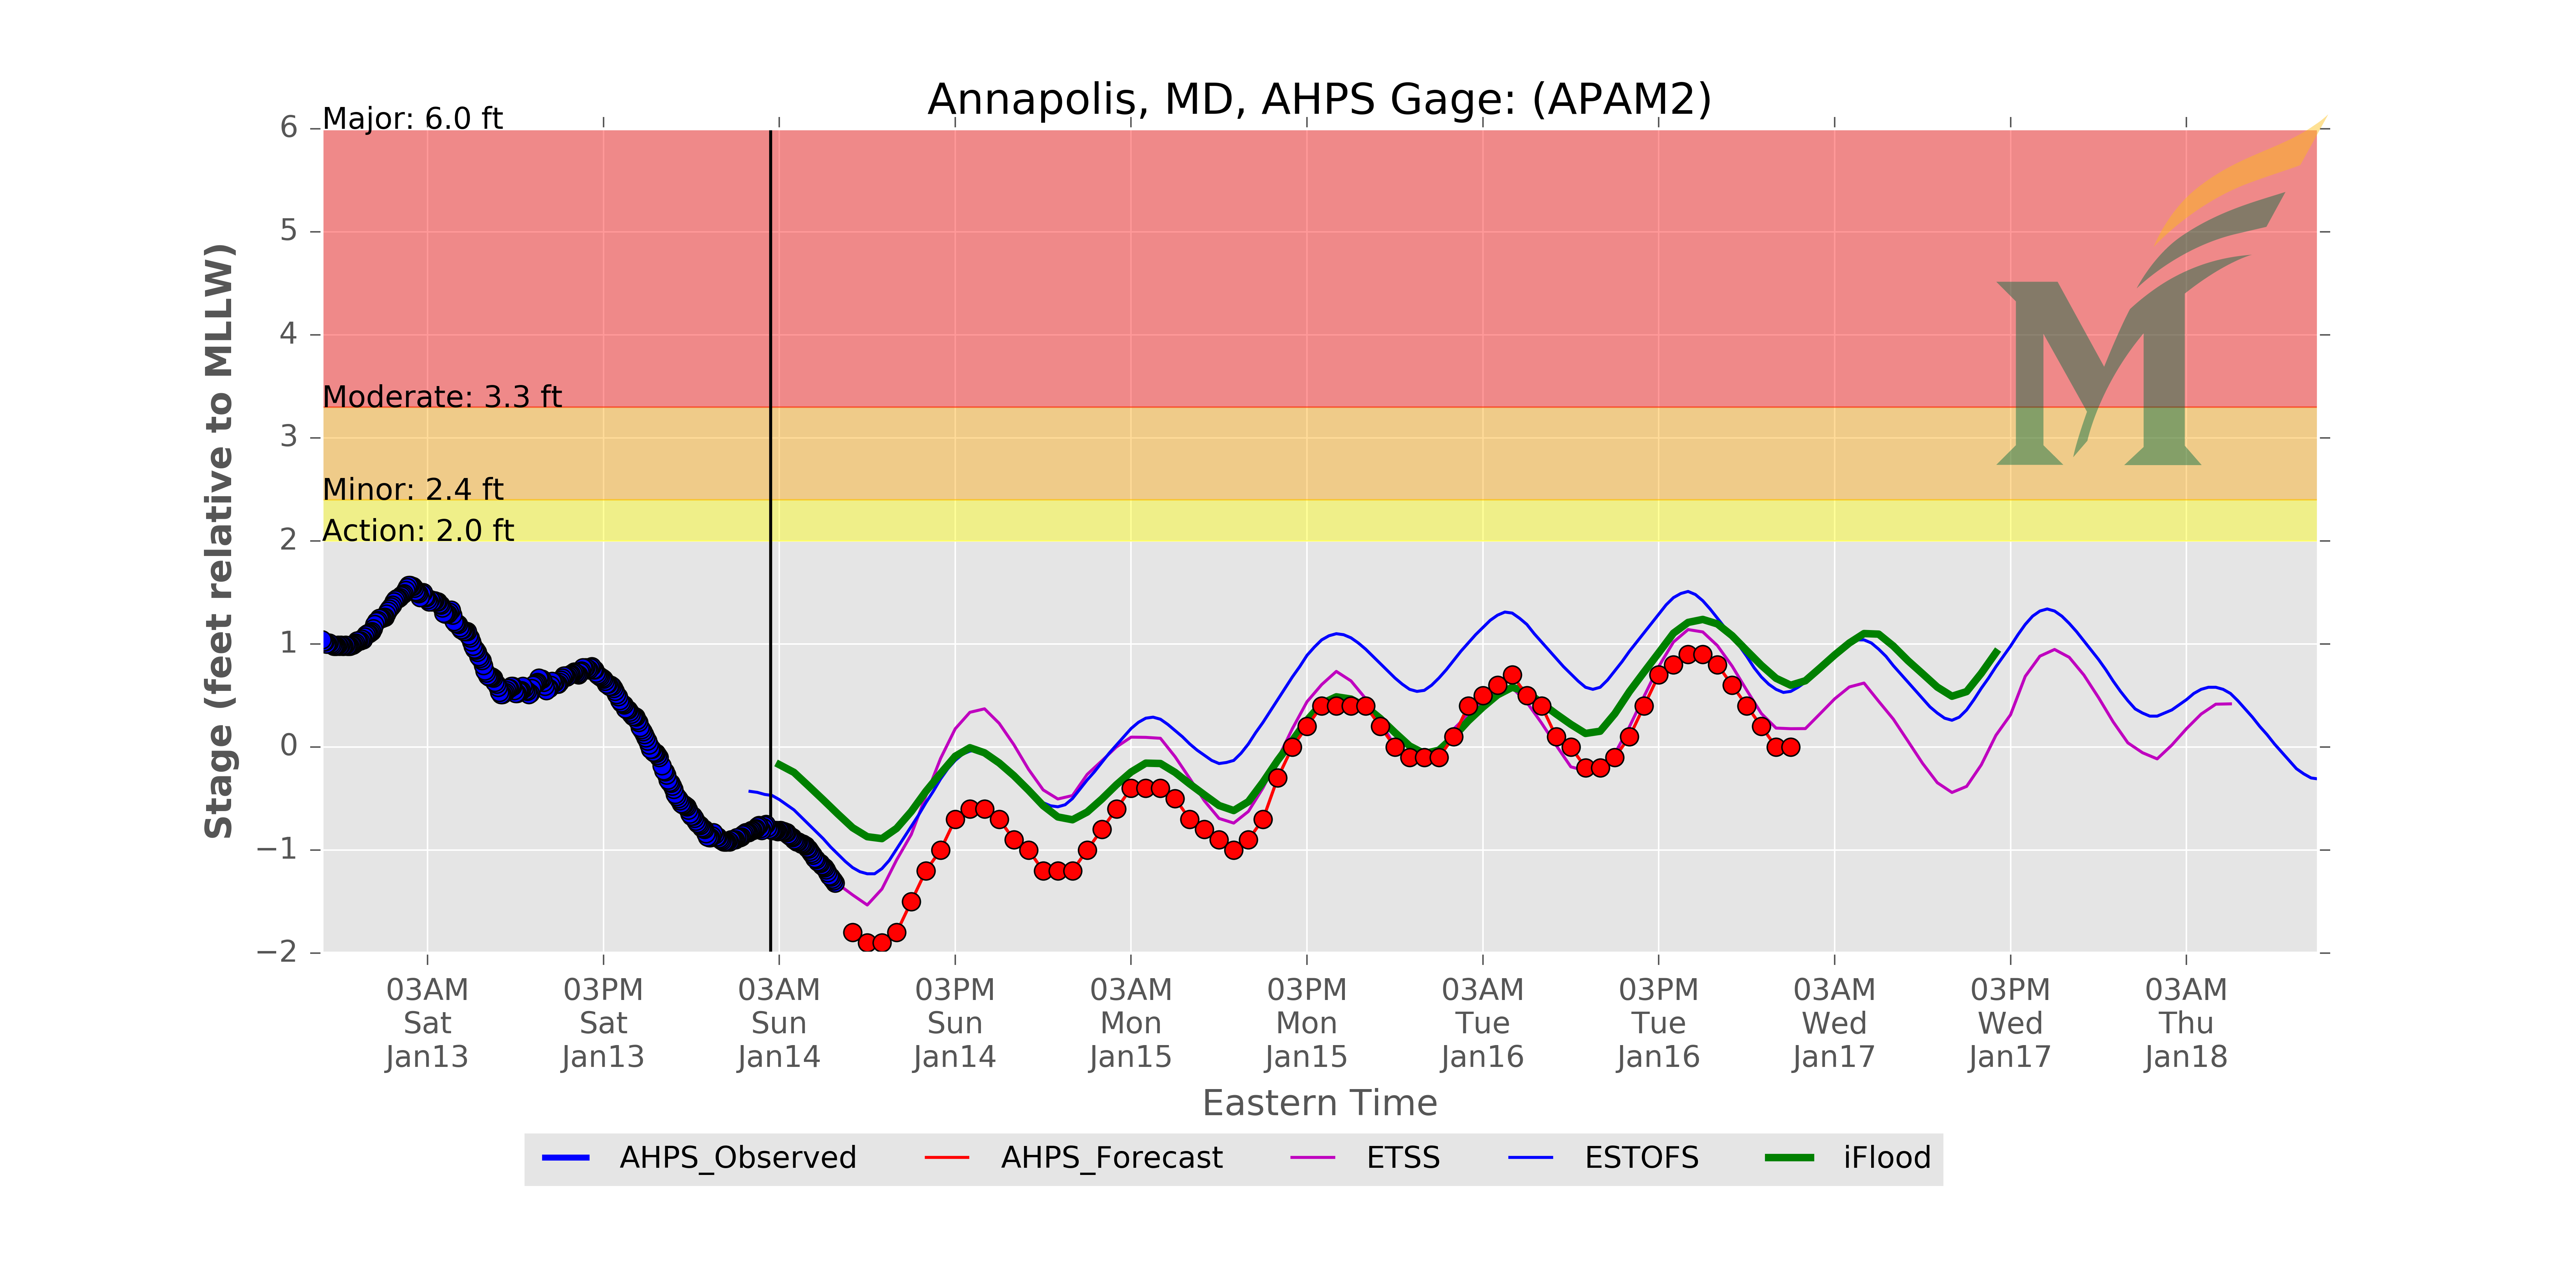 Annapolis, MD, AHPS Gage: (APAM2)
Major: 6.0 ft
Moderate: 3.3 ft
Minor: 2.4 ft
Action: 2.0 ft
Stage (feet relative to MLLW)
6
5
4
3
2
1
0
−1
−2
03AM Sat Jan13
03PM Sat Jan13
03AM Sun Jan14
03PM Sun Jan14
03AM Mon Jan15
03PM Mon Jan15
03AM Tue Jan16
03PM Tue Jan16
03AM Wed Jan17
03PM Wed Jan17
03AM Thu Jan18
Eastern Time
AHPS_Observed AHPS_Forecast ETSS ESTOFS iFlood